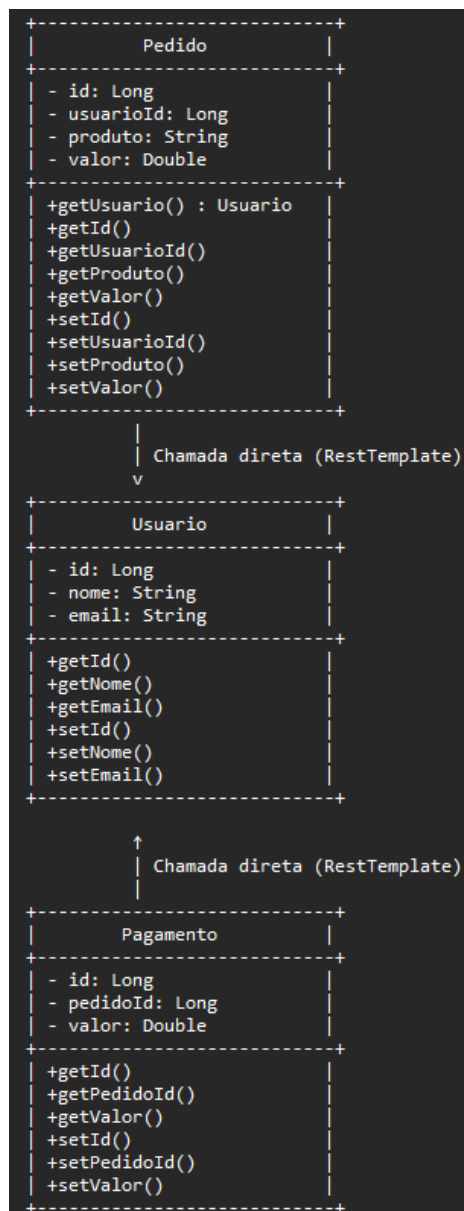 Pedido
- id: Long
- usuarioId: Long
- produto: String
- valor: Double
+getUsuario() : Usuario
+getId()
+getUsuarioId()
+getProduto()
+getValor()
+setId()
+setUsuarioId()
+setProduto()
+setValor()
Chamada direta (RestTemplate)
v
Usuario
- id: Long
- nome: String
- email: String
+getId()
+getNome()
+getEmail()
+setId()
+setNome()
+setEmail()
↑
Chamada direta (RestTemplate)
Pagamento
- id: Long
- pedidoId: Long
- valor: Double
+getId()
+getPedidoId()
+getValor()
+setId()
+setPedidoId()
+setValor()